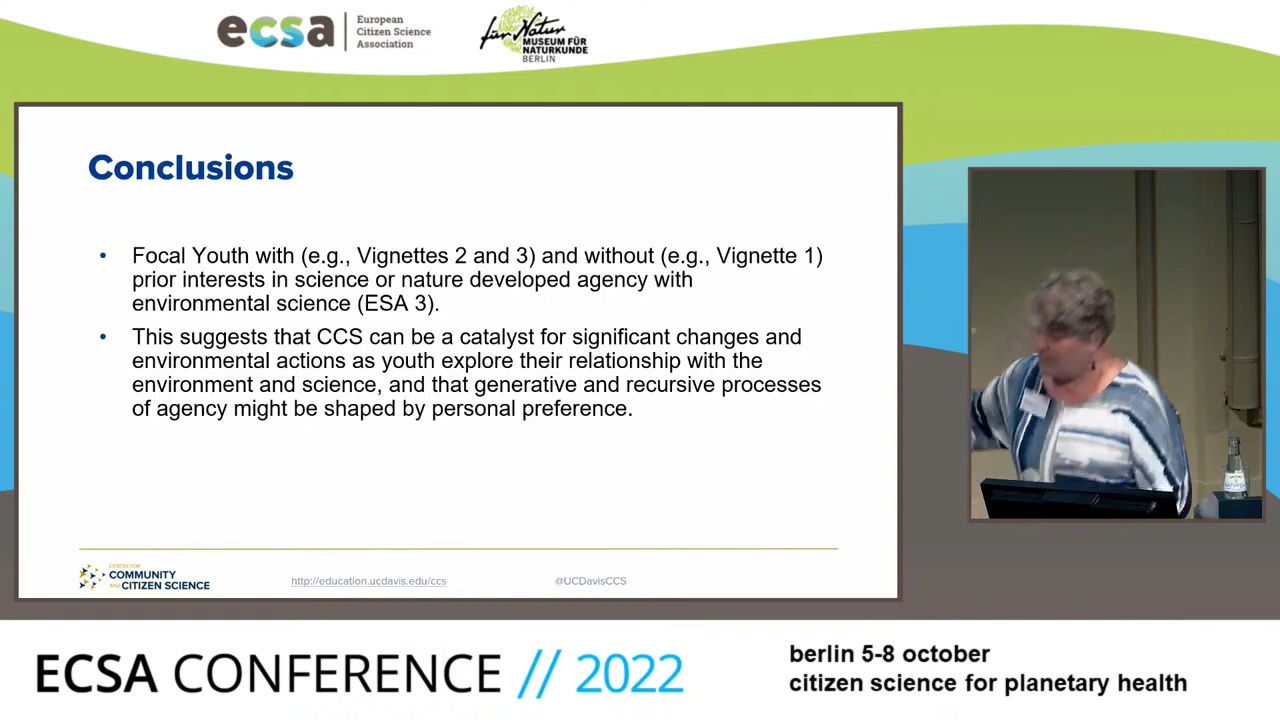 ecsa
European
Citizen Science
Association
für Natur
MUSEUM FÜR
NATURKUNDE
BERLIN
Conclusions
• Focal Youth with (e.g., Vignettes 2 and 3) and without (e.g., Vignette 1)
prior interests in science or nature developed agency with
environmental science (ESA 3).
• This suggests that CCS can be a catalyst for significant changes and
environmental actions as youth explore their relationship with the
environment and science, and that generative and recursive processes
of agency might be shaped by personal preference.
CENTER FOR
COMMUNITY
AND CITIZEN SCIENCE
http://education.ucdavis.edu/ccs
@UCDavisCCS
ECSA CONFERENCE // 2022
berlin 5-8 october
citizen science for planetary health